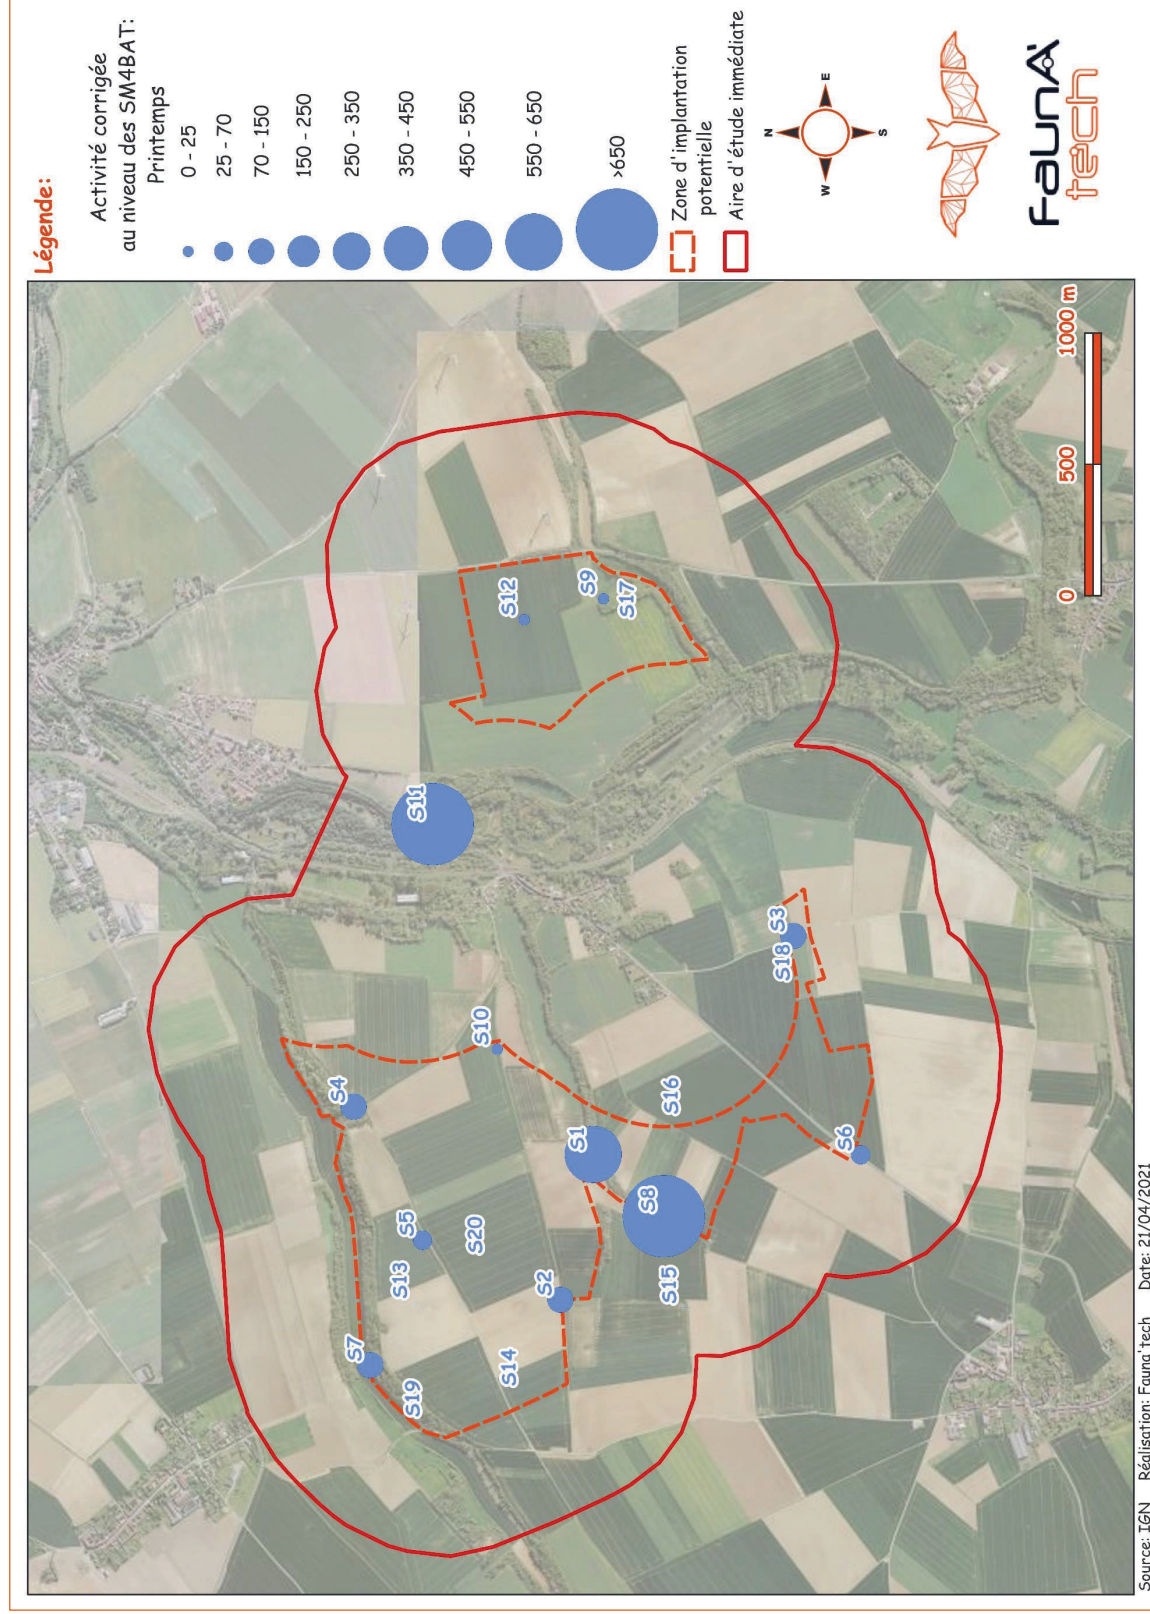 Légende:
Activité corrigée
au niveau des SM4BAT:
Printemps
0 - 25
25 - 70
70 - 150
150 - 250
250 - 350
350 - 450
450 - 550
550 - 650
>650
Zone d'implantation
potentielle
Aire d'étude immédiate
N
W
E
S
FaunA
tech
S7
S19
S13
S5
S4
S20
S14
S2
S10
S1
S8
S15
S16
S6
S18
S3
S11
S12
S9
S17
0
500
1000 m
Source: IGN Réalisation: Fauna'tech Date: 21/04/2021